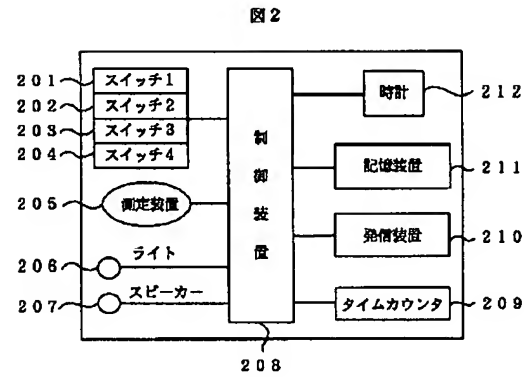 図2
201 スイッチ1
202 スイッチ2
203 スイッチ3
204 スイッチ4
205 測定装置
206 ライト
207 スピーカー
制御装置
208
時計 212
記憶装置 211
発信装置 210
タイムカウンタ 209